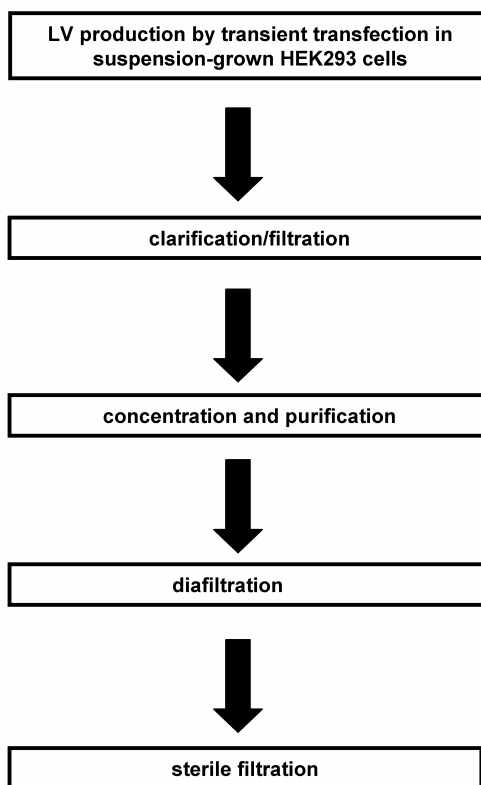 LV production by transient transfection in
suspension-grown HEK293 cells
clarification/filtration
concentration and purification
diafiltration
sterile filtration